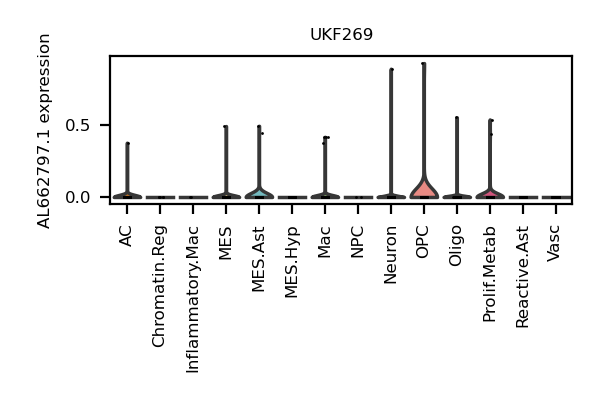 UKF269
AL662797.1 expression
0.5
0.0
AC
Chromatin.Reg
Inflammatory.Mac
MES
MES.Ast
MES.Hyp
Mac
NPC
Neuron
OPC
Oligo
Prolif.Metab
Reactive.Ast
Vasc